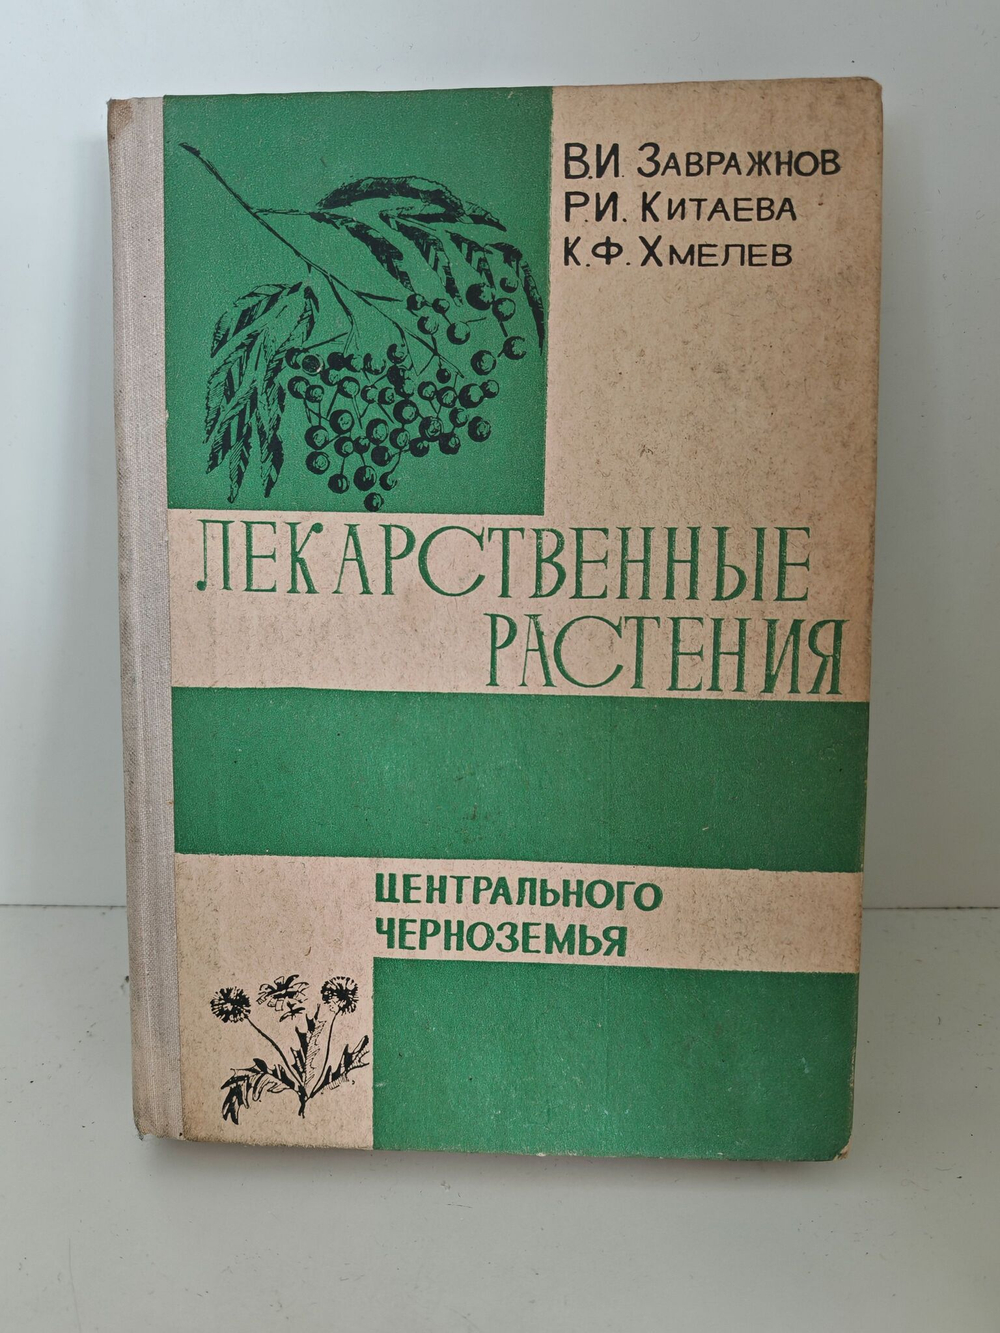 В.И. Завражнов
Р.И. Китаева
К.Ф. Хмелев
ЛЕКАРСТВЕННЫЕ
РАСТЕНИЯ
ЦЕНТРАЛЬНОГО
ЧЕРНОЗЕМЬЯ